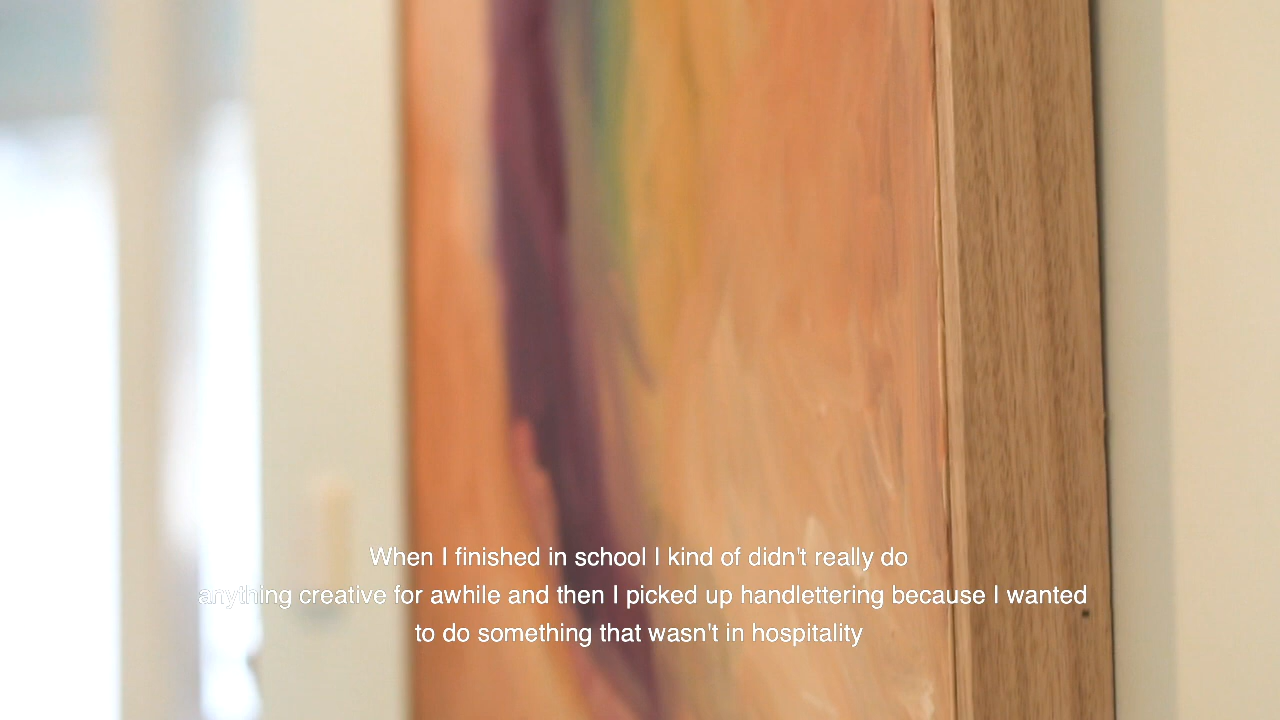 When I finished in school I kind of didn't really do
anything creative for awhile and then I picked up handlettering because I wanted
to do something that wasn't in hospitality